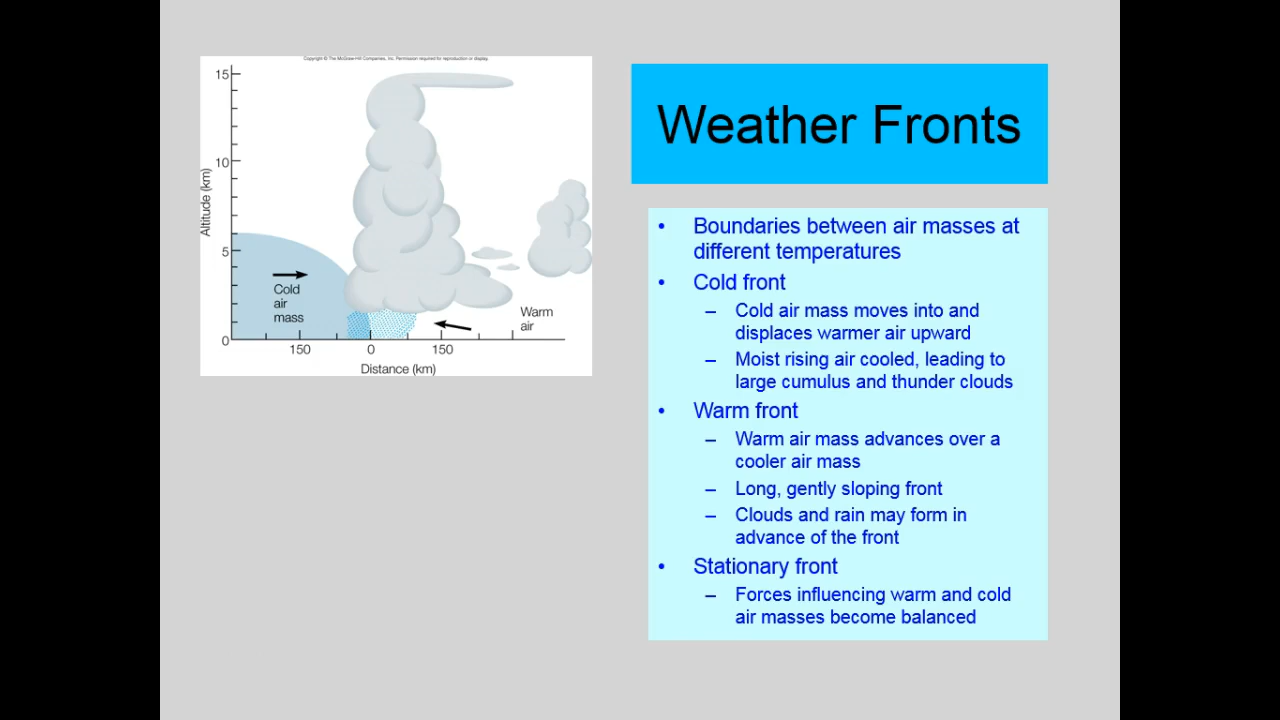 Copyright © The McGraw-Hill Companies, Inc. Permission required for reproduction or display.
15
10
5
0
Altitude (km)
Cold
air
mass
Warm
air
150
0
150
Distance (km)
Weather Fronts
• Boundaries between air masses at
different temperatures
• Cold front
– Cold air mass moves into and
displaces warmer air upward
– Moist rising air cooled, leading to
large cumulus and thunder clouds
• Warm front
– Warm air mass advances over a
cooler air mass
– Long, gently sloping front
– Clouds and rain may form in
advance of the front
• Stationary front
– Forces influencing warm and cold
air masses become balanced